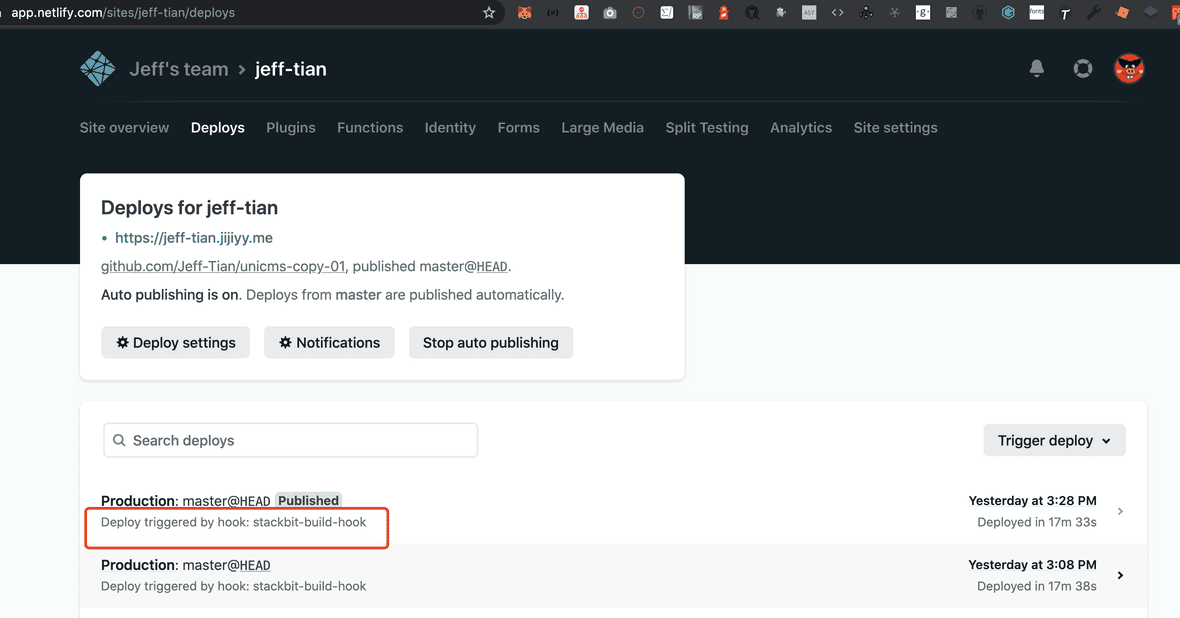 app.netlify.com/sites/jeff-tian/deploys
Jeff's team > jeff-tian
Site overview Deploys Plugins Functions Identity Forms Large Media Split Testing Analytics Site settings
Deploys for jeff-tian
• https://jeff-tian.jijiyy.me
github.com/Jeff-Tian/unicms-copy-01, published master@HEAD.
Auto publishing is on. Deploys from master are published automatically.
Deploy settings Notifications Stop auto publishing
Search deploys Trigger deploy
Production: master@HEAD Published Yesterday at 3:28 PM
Deploy triggered by hook: stackbit-build-hook Deployed in 17m 33s
Production: master@HEAD Yesterday at 3:08 PM
Deploy triggered by hook: stackbit-build-hook Deployed in 17m 38s